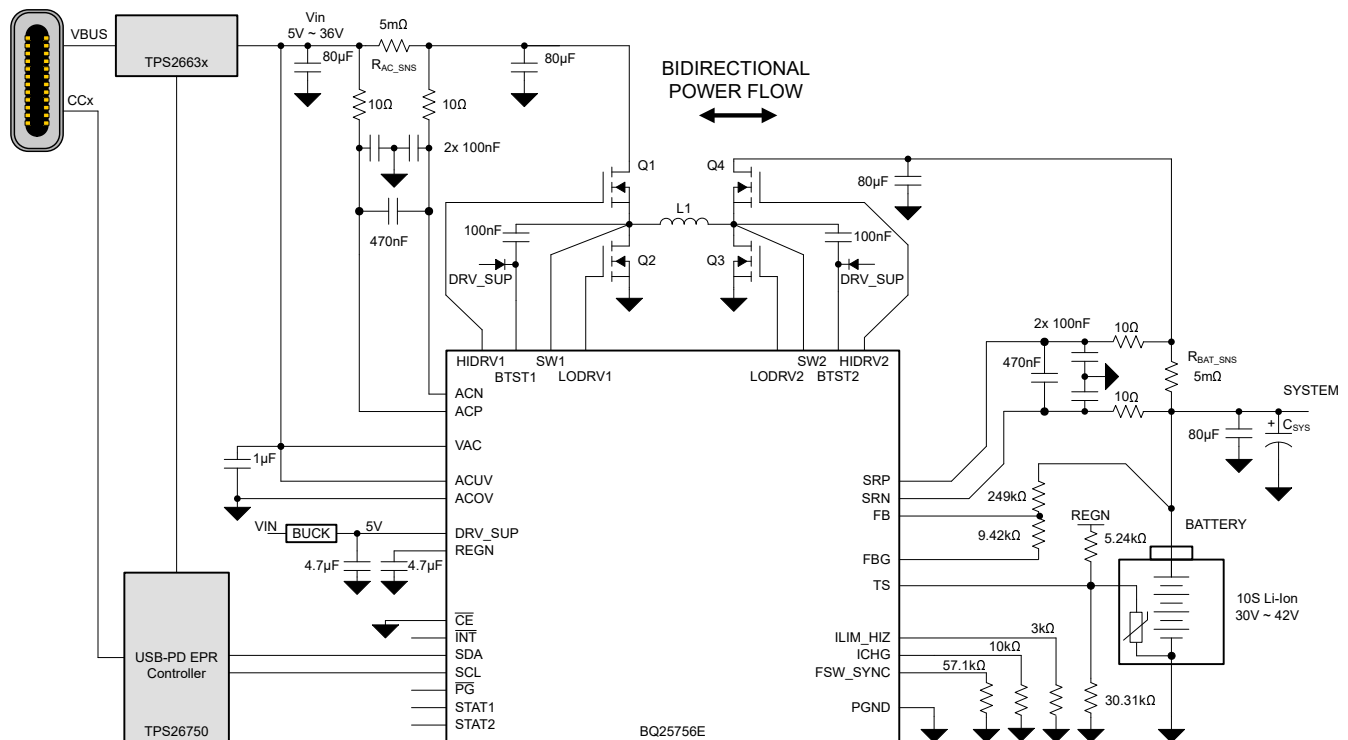 VBUS
TPS2663x
CCx
Vin
5V ~ 36V
80µF
5mΩ
RAC_SNS
80µF
10Ω
10Ω
2x 100nF
470nF
BIDIRECTIONAL
POWER FLOW
Q1
Q4
80µF
L1
100nF
100nF
Q2
Q3
DRV_SUP
DRV_SUP
HIDRV1
BTST1
SW1
LODRV1
LODRV2
SW2
BTST2
HIDRV2
2x 100nF
10Ω
470nF
RBAT_SNS
5mΩ
10Ω
SYSTEM
80µF
+
CSYS
ACN
ACP
VAC
1µF
ACUV
ACOV
VIN
BUCK
5V
DRV_SUP
REGN
4.7µF
4.7µF
CE
INT
SDA
SCL
PG
STAT1
STAT2
USB-PD EPR
Controller
TPS26750
BQ25756E
SRP
SRN
FB
FBG
TS
ILIM_HIZ
ICHG
FSW_SYNC
PGND
249kΩ
9.42kΩ
REGN
5.24kΩ
BATTERY
10S Li-Ion
30V ~ 42V
3kΩ
10kΩ
57.1kΩ
30.31kΩ